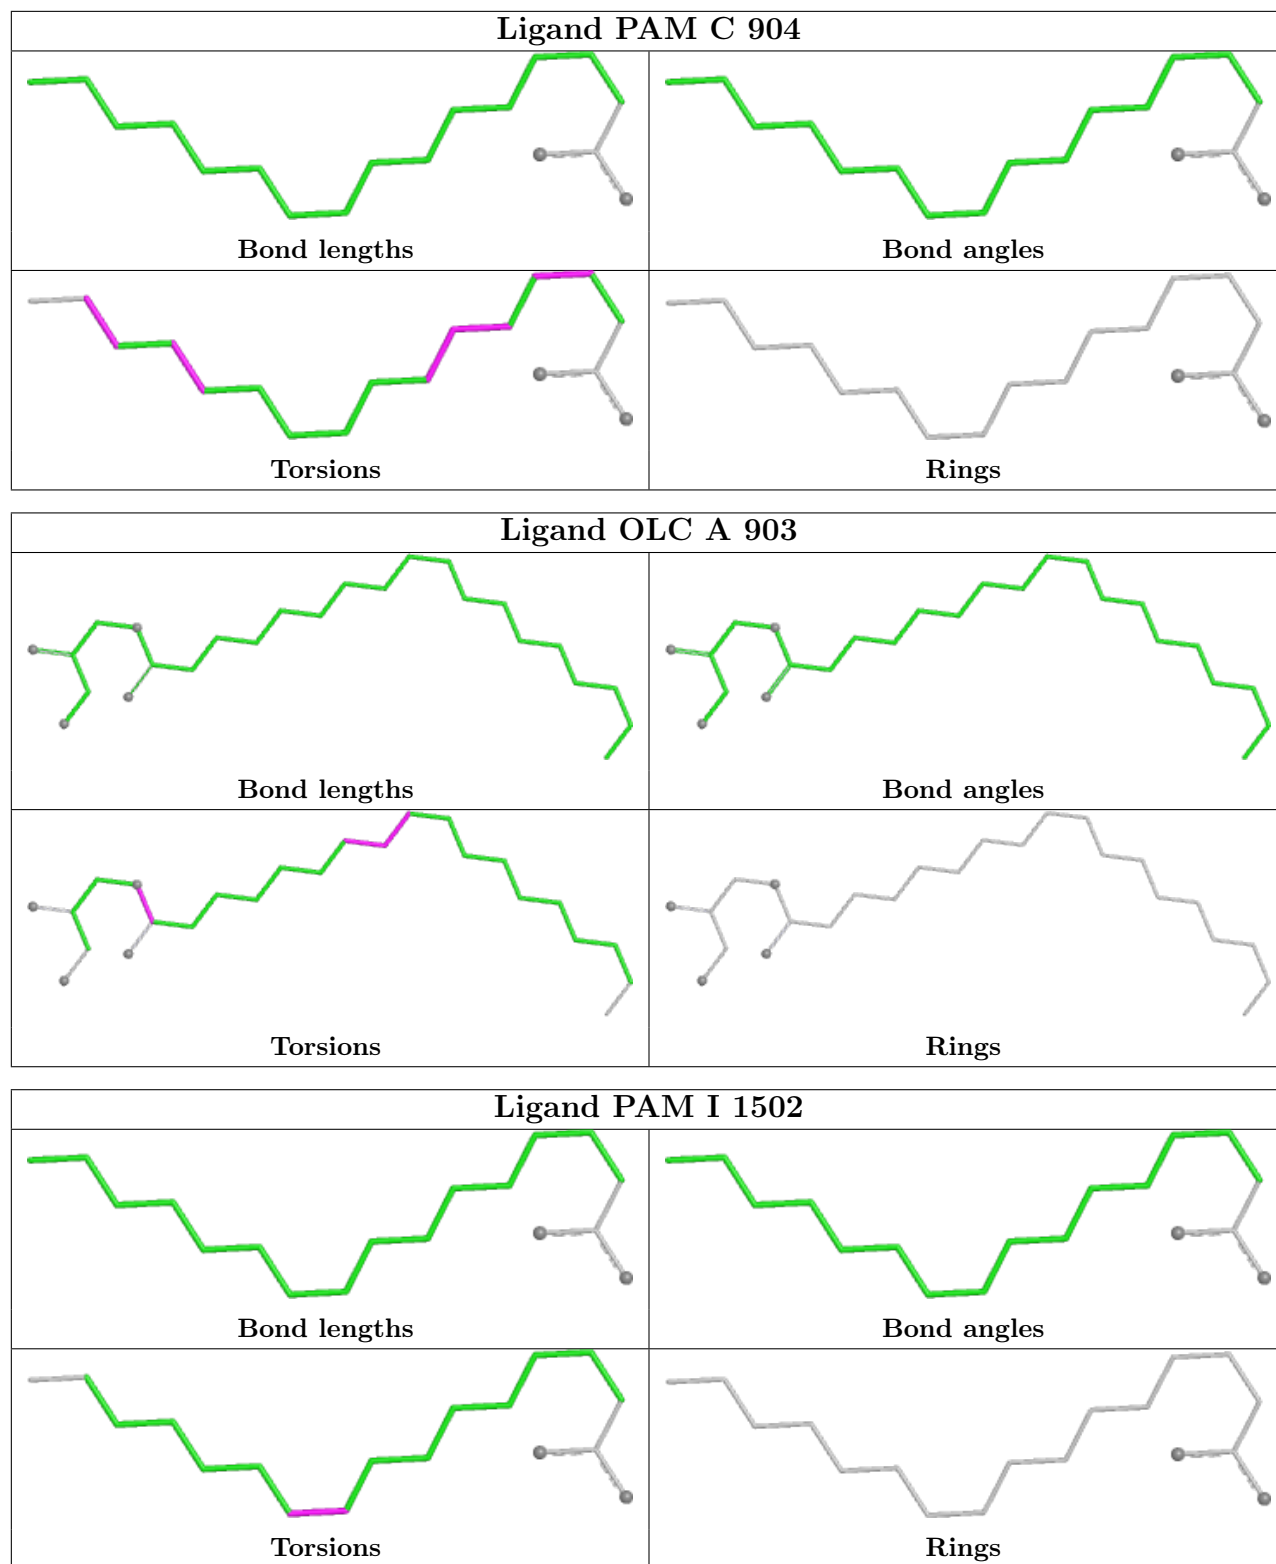 Ligand PAM C 904
Bond lengths
Bond angles
Torsions
Rings
Ligand OLC A 903
Bond lengths
Bond angles
Torsions
Rings
Ligand PAM I 1502
Bond lengths
Bond angles
Torsions
Rings